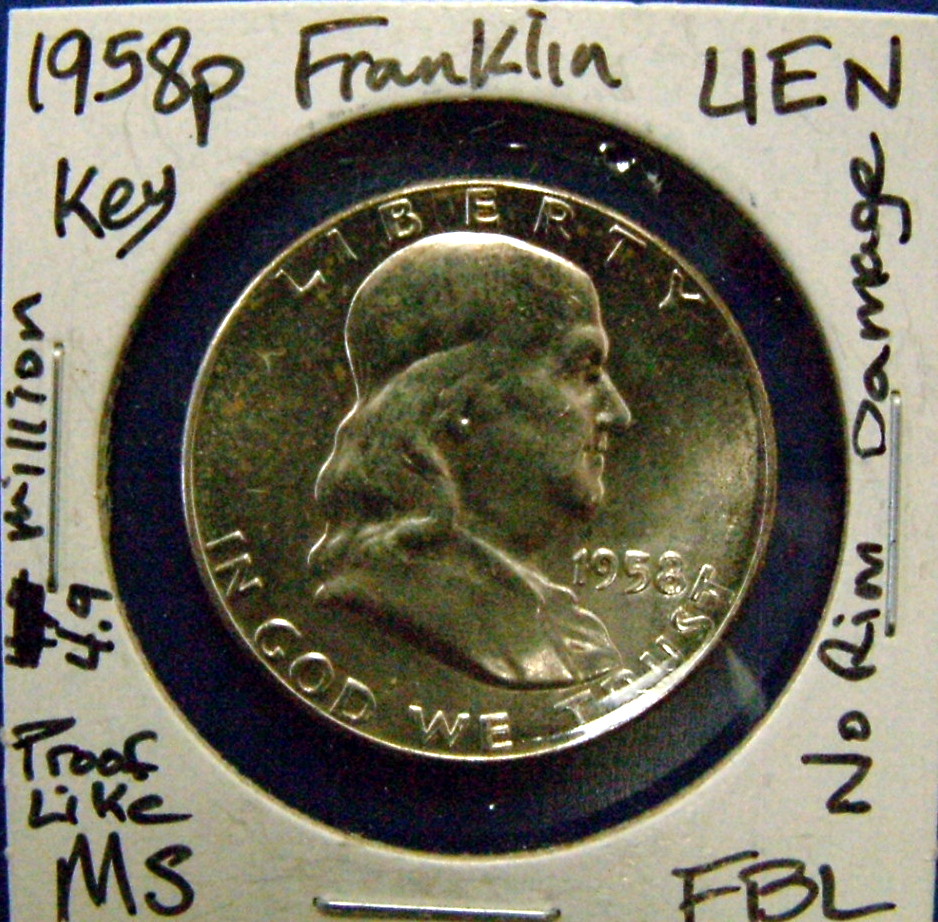 1958p Franklin UEN
Key
4.9 million
Proof
Like
MS
FBL
No Rim Damage
LIBERTY
1958
IN GOD WE TRUST